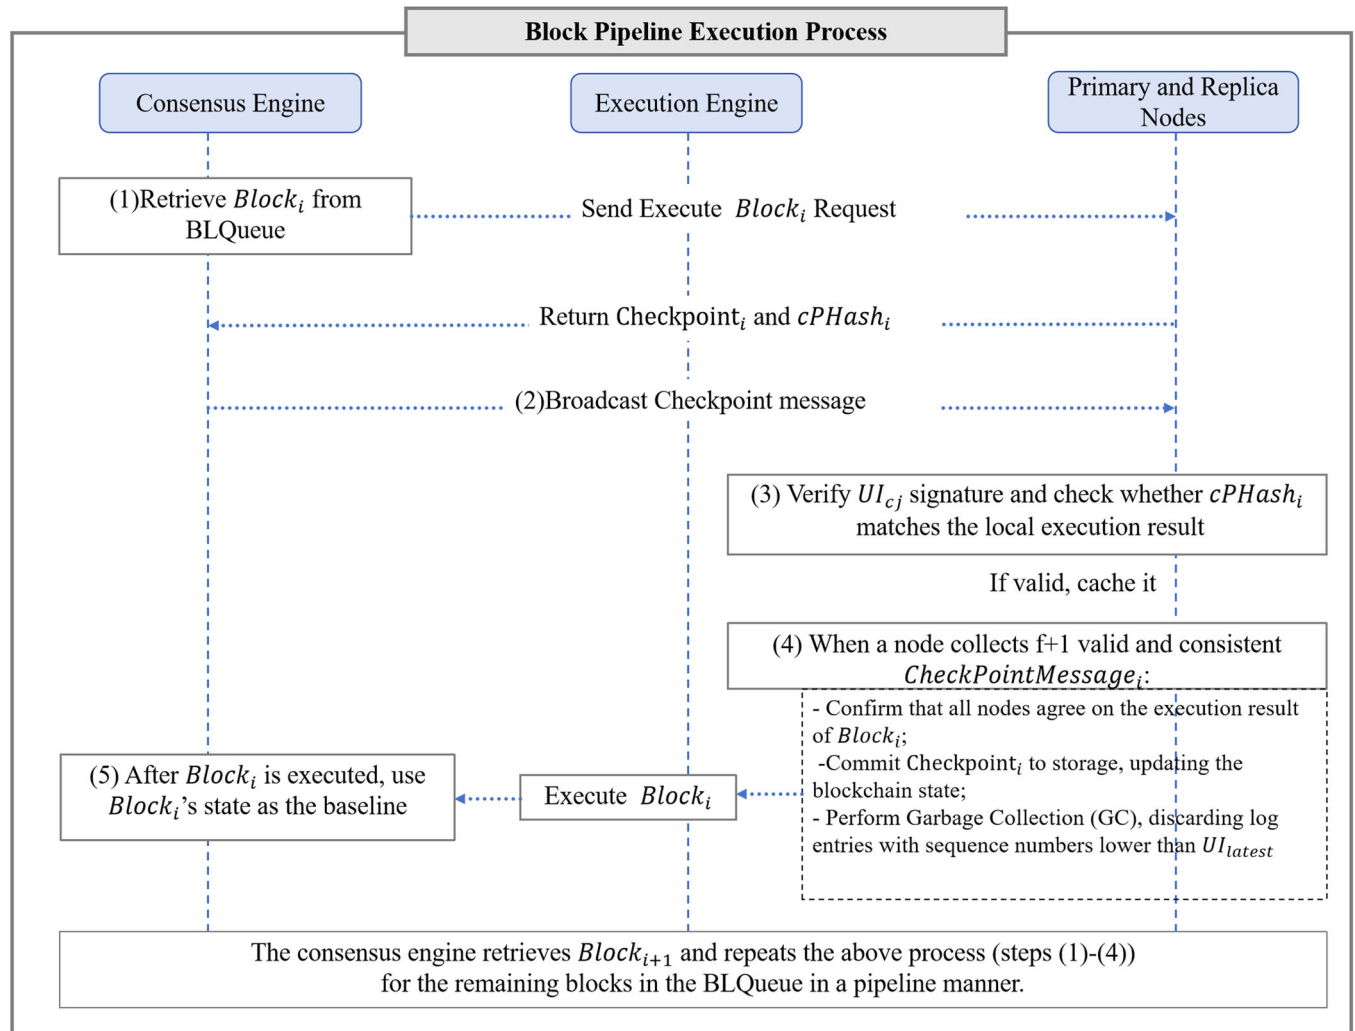 Block Pipeline Execution Process
Consensus Engine
Execution Engine
Primary and Replica
Nodes
(1)Retrieve Block_i from
BLQueue
Send Execute Block_i Request
Return Checkpoint_i and cPHash_i
(2)Broadcast Checkpoint message
(3) Verify UI_cj signature and check whether cPHash_i
matches the local execution result
If valid, cache it
(4) When a node collects f+1 valid and consistent
CheckPointMessage_i:
- Confirm that all nodes agree on the execution result
of Block_i;
-Commit Checkpoint_i to storage, updating the
blockchain state;
- Perform Garbage Collection (GC), discarding log
entries with sequence numbers lower than UI_latest
Execute Block_i
(5) After Block_i is executed, use
Block_i's state as the baseline
The consensus engine retrieves Block_i+1 and repeats the above process (steps (1)-(4))
for the remaining blocks in the BLQueue in a pipeline manner.